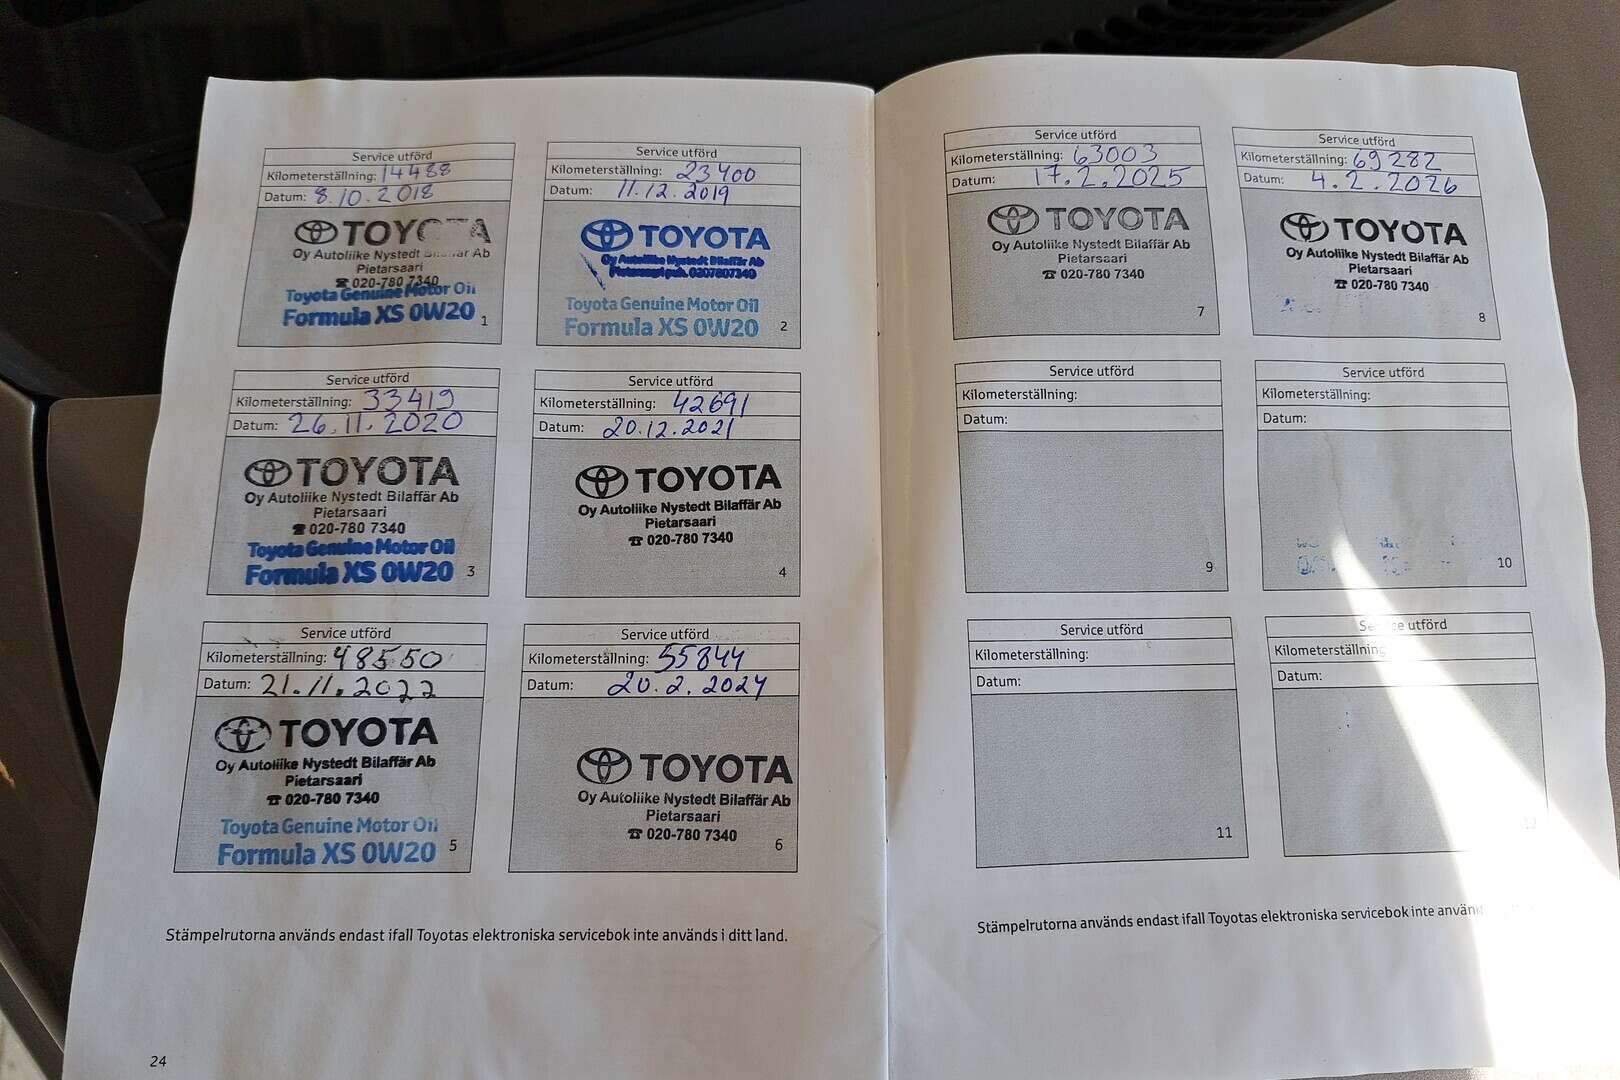 Service utförd
Kilometerställning: 14488
Datum: 8.10.2018
TOYOTA
Oy Autoliike Nystedt Bilaffär Ab
Pietarsaari
☎ 020-780 7340
Toyota Genuine Motor Oil
Formula XS 0W20
1
Service utförd
Kilometerställning: 23400
Datum: 11.12.2019
TOYOTA
Oy Autoliike Nystedt Bilaffär Ab
Pietarsaari puh. 0207807340
Toyota Genuine Motor Oil
Formula XS 0W20
2
Service utförd
Kilometerställning: 33419
Datum: 26.11.2020
TOYOTA
Oy Autoliike Nystedt Bilaffär Ab
Pietarsaari
☎ 020-780 7340
Toyota Genuine Motor Oil
Formula XS 0W20
3
Service utförd
Kilometerställning: 42691
Datum: 20.12.2021
TOYOTA
Oy Autoliike Nystedt Bilaffär Ab
Pietarsaari
☎ 020-780 7340
4
Service utförd
Kilometerställning: 48550
Datum: 21.11.2022
TOYOTA
Oy Autoliike Nystedt Bilaffär Ab
Pietarsaari
☎ 020-780 7340
Toyota Genuine Motor Oil
Formula XS 0W20
5
Service utförd
Kilometerställning: 55844
Datum: 20.2.2024
TOYOTA
Oy Autoliike Nystedt Bilaffär Ab
Pietarsaari
☎ 020-780 7340
6
Stämpelrutorna används endast ifall Toyotas elektroniska servicebok inte används i ditt land.
24
Service utförd
Kilometerställning: 63003
Datum: 17.2.2025
TOYOTA
Oy Autoliike Nystedt Bilaffär Ab
Pietarsaari
☎ 020-780 7340
7
Service utförd
Kilometerställning: 69282
Datum: 4.2.2026
TOYOTA
Oy Autoliike Nystedt Bilaffär Ab
Pietarsaari
☎ 020-780 7340
8
Service utförd
Kilometerställning:
Datum:
9
Service utförd
Kilometerställning:
Datum:
10
Service utförd
Kilometerställning:
Datum:
11
Service utförd
Kilometerställning
Datum:
12
Stämpelrutorna används endast ifall Toyotas elektroniska servicebok inte använd